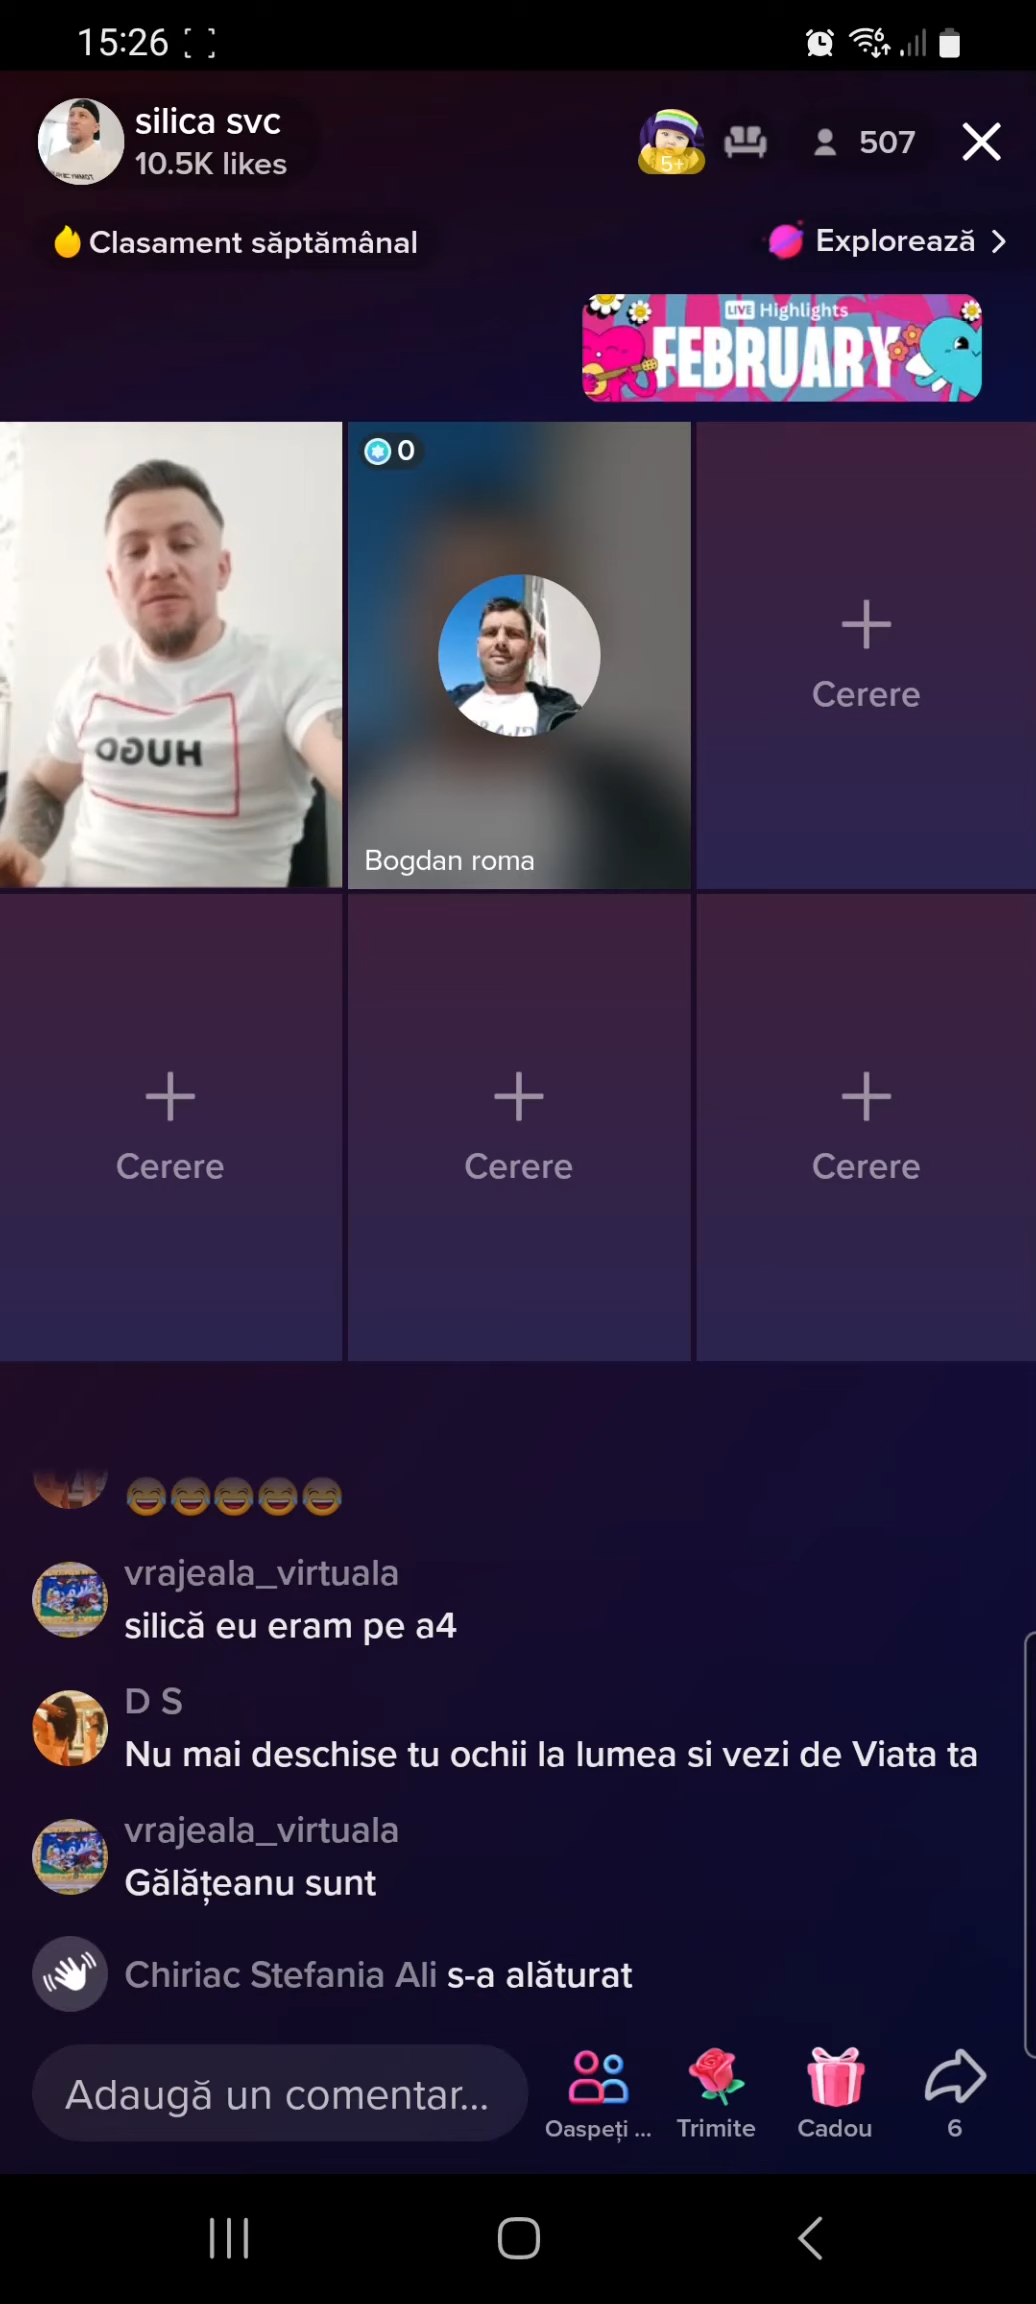 15:26
silica svc
10.5K likes
5+
507
Clasament săptămânal
Explorează
LIVE Highlights
FEBRUARY
0
HUGO
Bogdan roma
Cerere
Cerere
Cerere
Cerere
vrajeala_virtuala
silică eu eram pe a4
D S
Nu mai deschise tu ochii la lumea si vezi de Viata ta
vrajeala_virtuala
Gălățeanu sunt
Chiriac Stefania Ali s-a alăturat
Adaugă un comentar...
Oaspeți ...
Trimite
Cadou
6